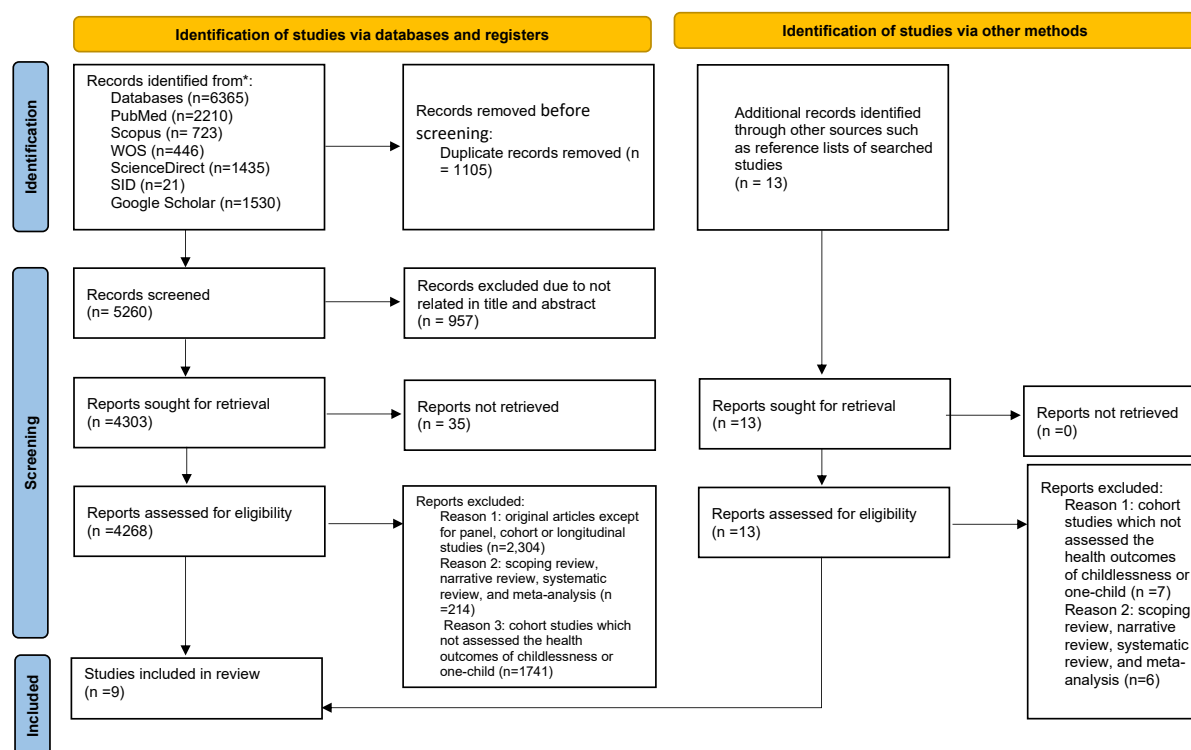 Identification of studies via databases and registers
Identification of studies via other methods
Identification
Records identified from*:
Databases (n=6365)
PubMed (n=2210)
Scopus (n= 723)
WOS (n=446)
ScienceDirect (n=1435)
SID (n=21)
Google Scholar (n=1530)
Records removed before
screening:
Duplicate records removed (n
= 1105)
Additional records identified
through other sources such
as reference lists of searched
studies
(n = 13)
Screening
Records screened
(n= 5260)
Records excluded due to not
related in title and abstract
(n = 957)
Reports sought for retrieval
(n =4303)
Reports not retrieved
(n = 35)
Reports sought for retrieval
(n =13)
Reports not retrieved
(n =0)
Reports assessed for eligibility
(n =4268)
Reports excluded:
Reason 1: original articles except
for panel, cohort or longitudinal
studies (n=2,304)
Reason 2: scoping review,
narrative review, systematic
review, and meta-analysis (n
=214)
Reason 3: cohort studies which
not assessed the health
outcomes of childlessness or
one-child (n=1741)
Reports assessed for eligibility
(n =13)
Reports excluded:
Reason 1: cohort
studies which not
assessed the
health outcomes
of childlessness or
one-child (n =7)
Reason 2: scoping
review, narrative
review, systematic
review, and meta-
analysis (n=6)
Included
Studies included in review
(n =9)